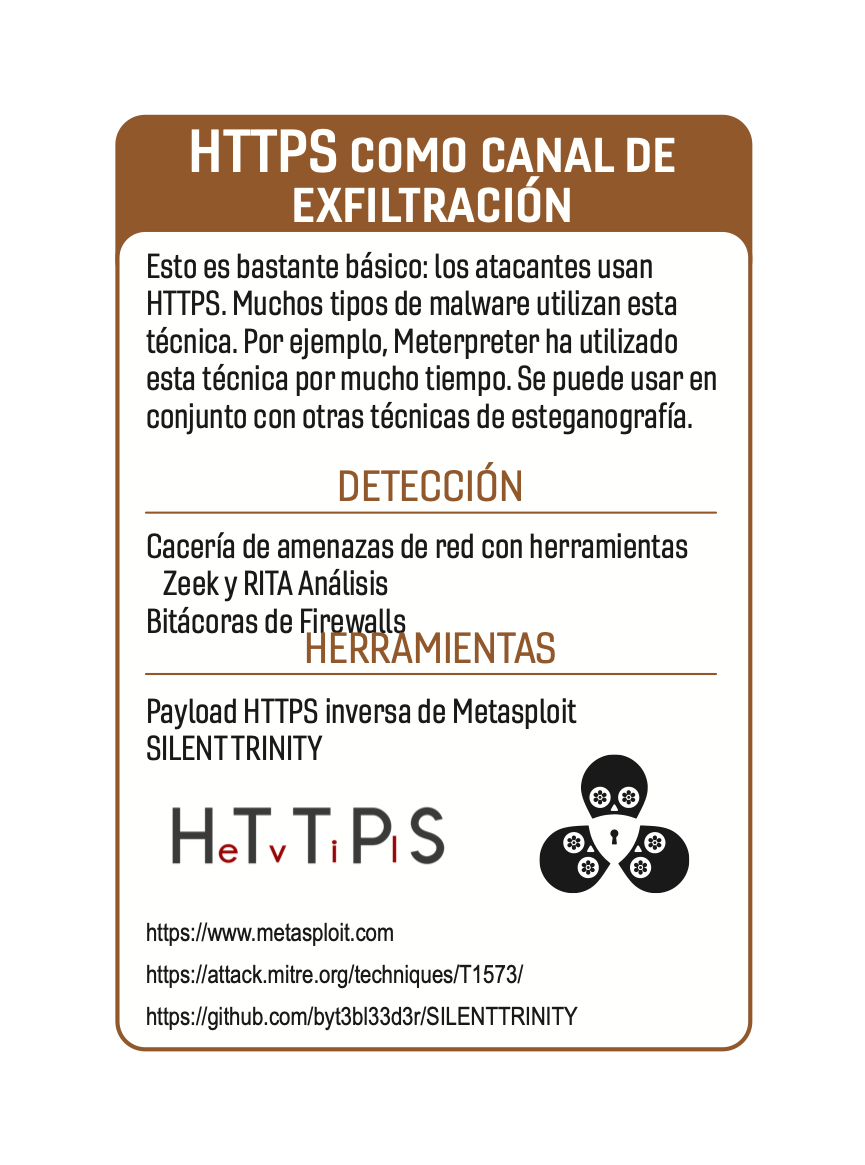 HTTPS COMO CANAL DE
EXFILTRACIÓN
Esto es bastante básico: los atacantes usan
HTTPS. Muchos tipos de malware utilizan esta
técnica. Por ejemplo, Meterpreter ha utilizado
esta técnica por mucho tiempo. Se puede usar en
conjunto con otras técnicas de esteganografía.
DETECCIÓN
Cacería de amenazas de red con herramientas
Zeek y RITA Análisis
Bitácoras de Firewalls
HERRAMIENTAS
Payload HTTPS inversa de Metasploit
SILENTTRINITY
HeTvTiPlS
https://www.metasploit.com
https://attack.mitre.org/techniques/T1573/
https://github.com/byt3bl33d3r/SILENTTRINITY